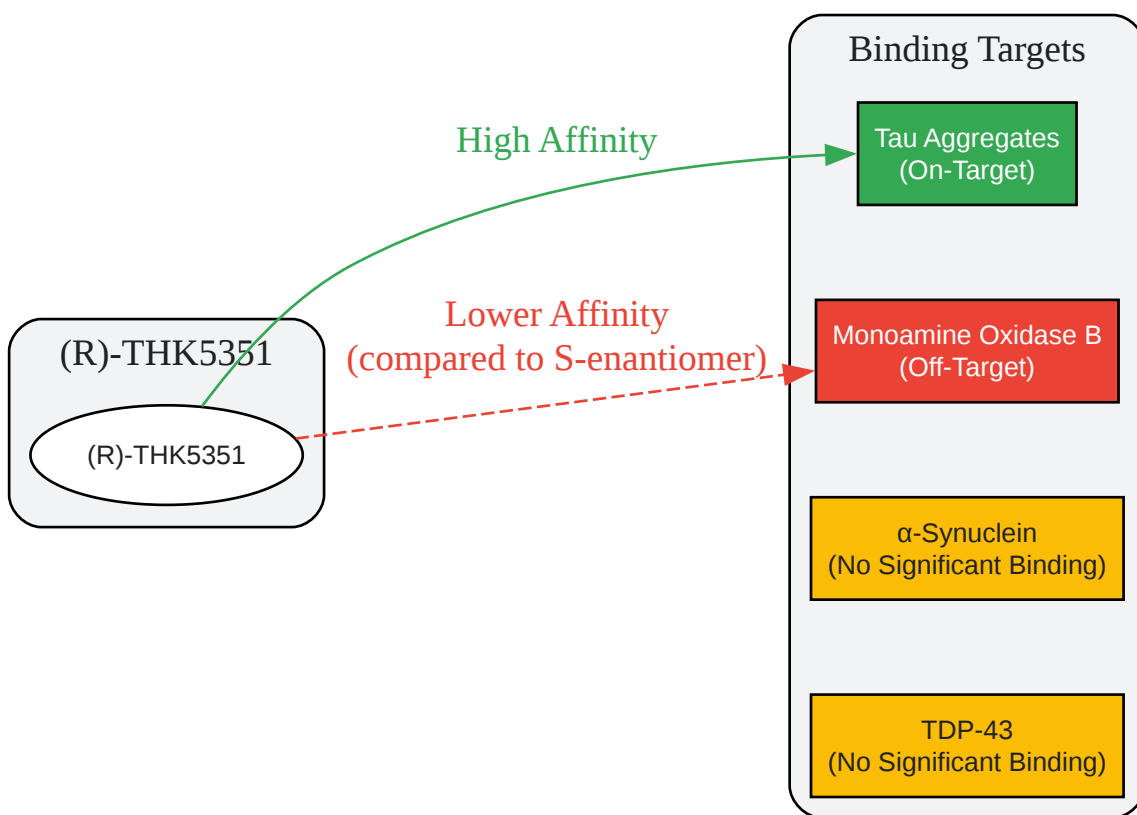 Binding Targets
High Affinity
Tau Aggregates
(On-Target)
Lower Affinity
(compared to S-enantiomer)
Monoamine Oxidase B
(Off-Target)
(R)-THK5351
(R)-THK5351
α-Synuclein
(No Significant Binding)
TDP-43
(No Significant Binding)